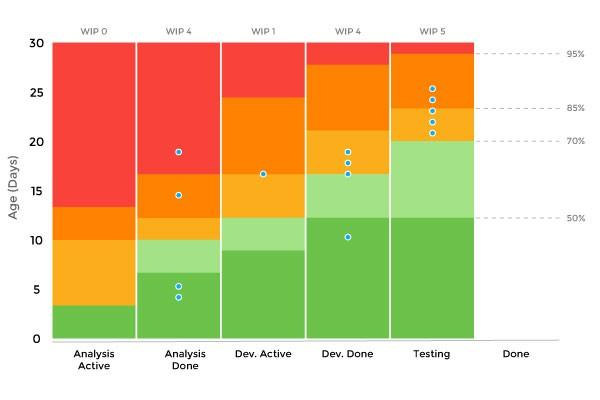 WIP 0 WIP 4 WIP 1 WIP 4 WIP 5
30
95%
25
85%
20
70%
15
50%
10
5
0
Age (Days)
Analysis Active
Analysis Done
Dev. Active
Dev. Done
Testing
Done